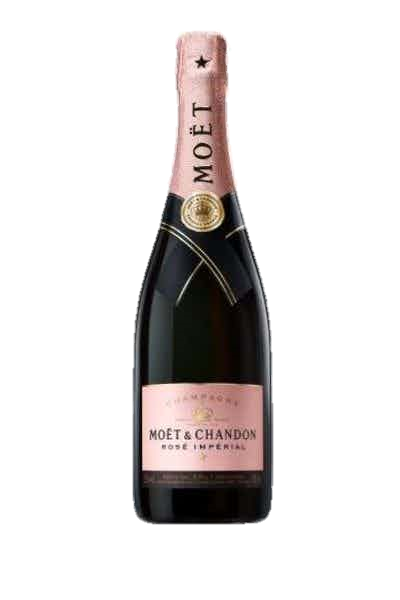 MOËT
CHAMPAGNE
MOËT & CHANDON
ROSÉ IMPÉRIAL